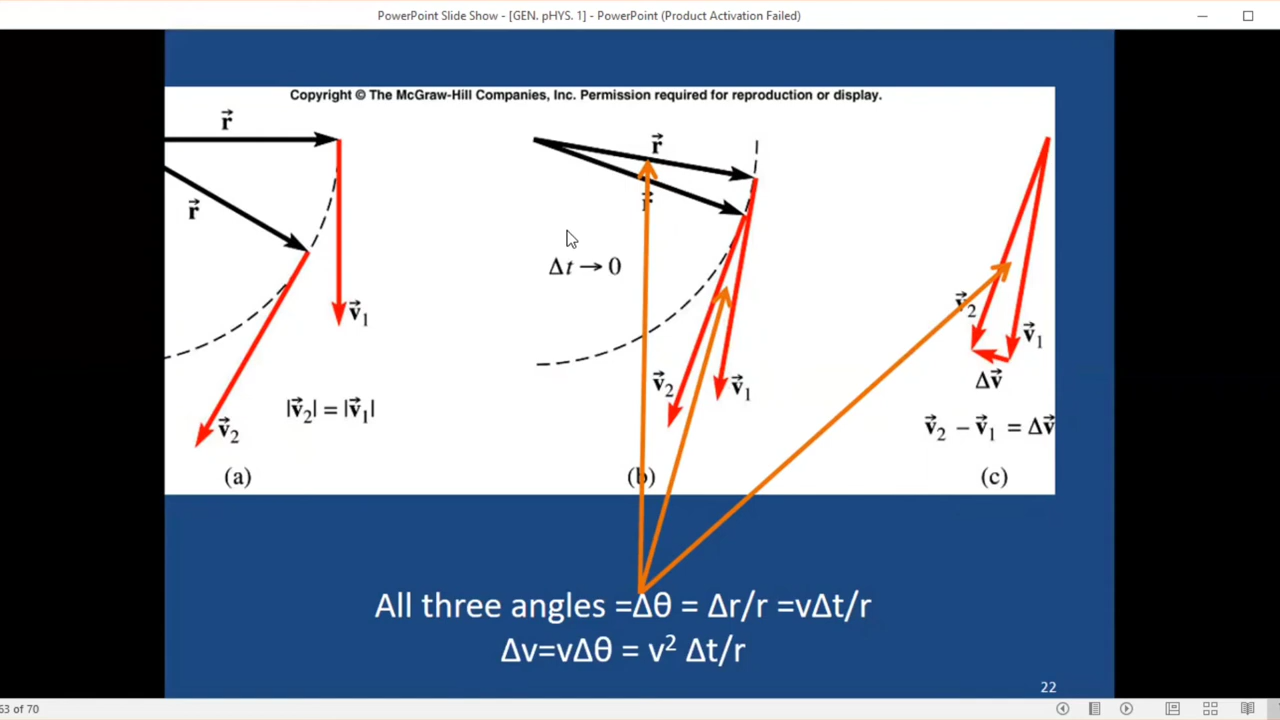 PowerPoint Slide Show - [GEN. pHYS. 1] - PowerPoint (Product Activation Failed)
Copyright © The McGraw-Hill Companies, Inc. Permission required for reproduction or display.
r⃗
r⃗
v⃗₁
|v⃗₂| = |v⃗₁|
v⃗₂
(a)
r⃗
r⃗
Δt → 0
v⃗₂
v⃗₁
(b)
v⃗₂
v⃗₁
Δv⃗
v⃗₂ − v⃗₁ = Δv⃗
(c)
All three angles =Δθ = Δr/r =vΔt/r
Δv=vΔθ = v² Δt/r
22
63 of 70